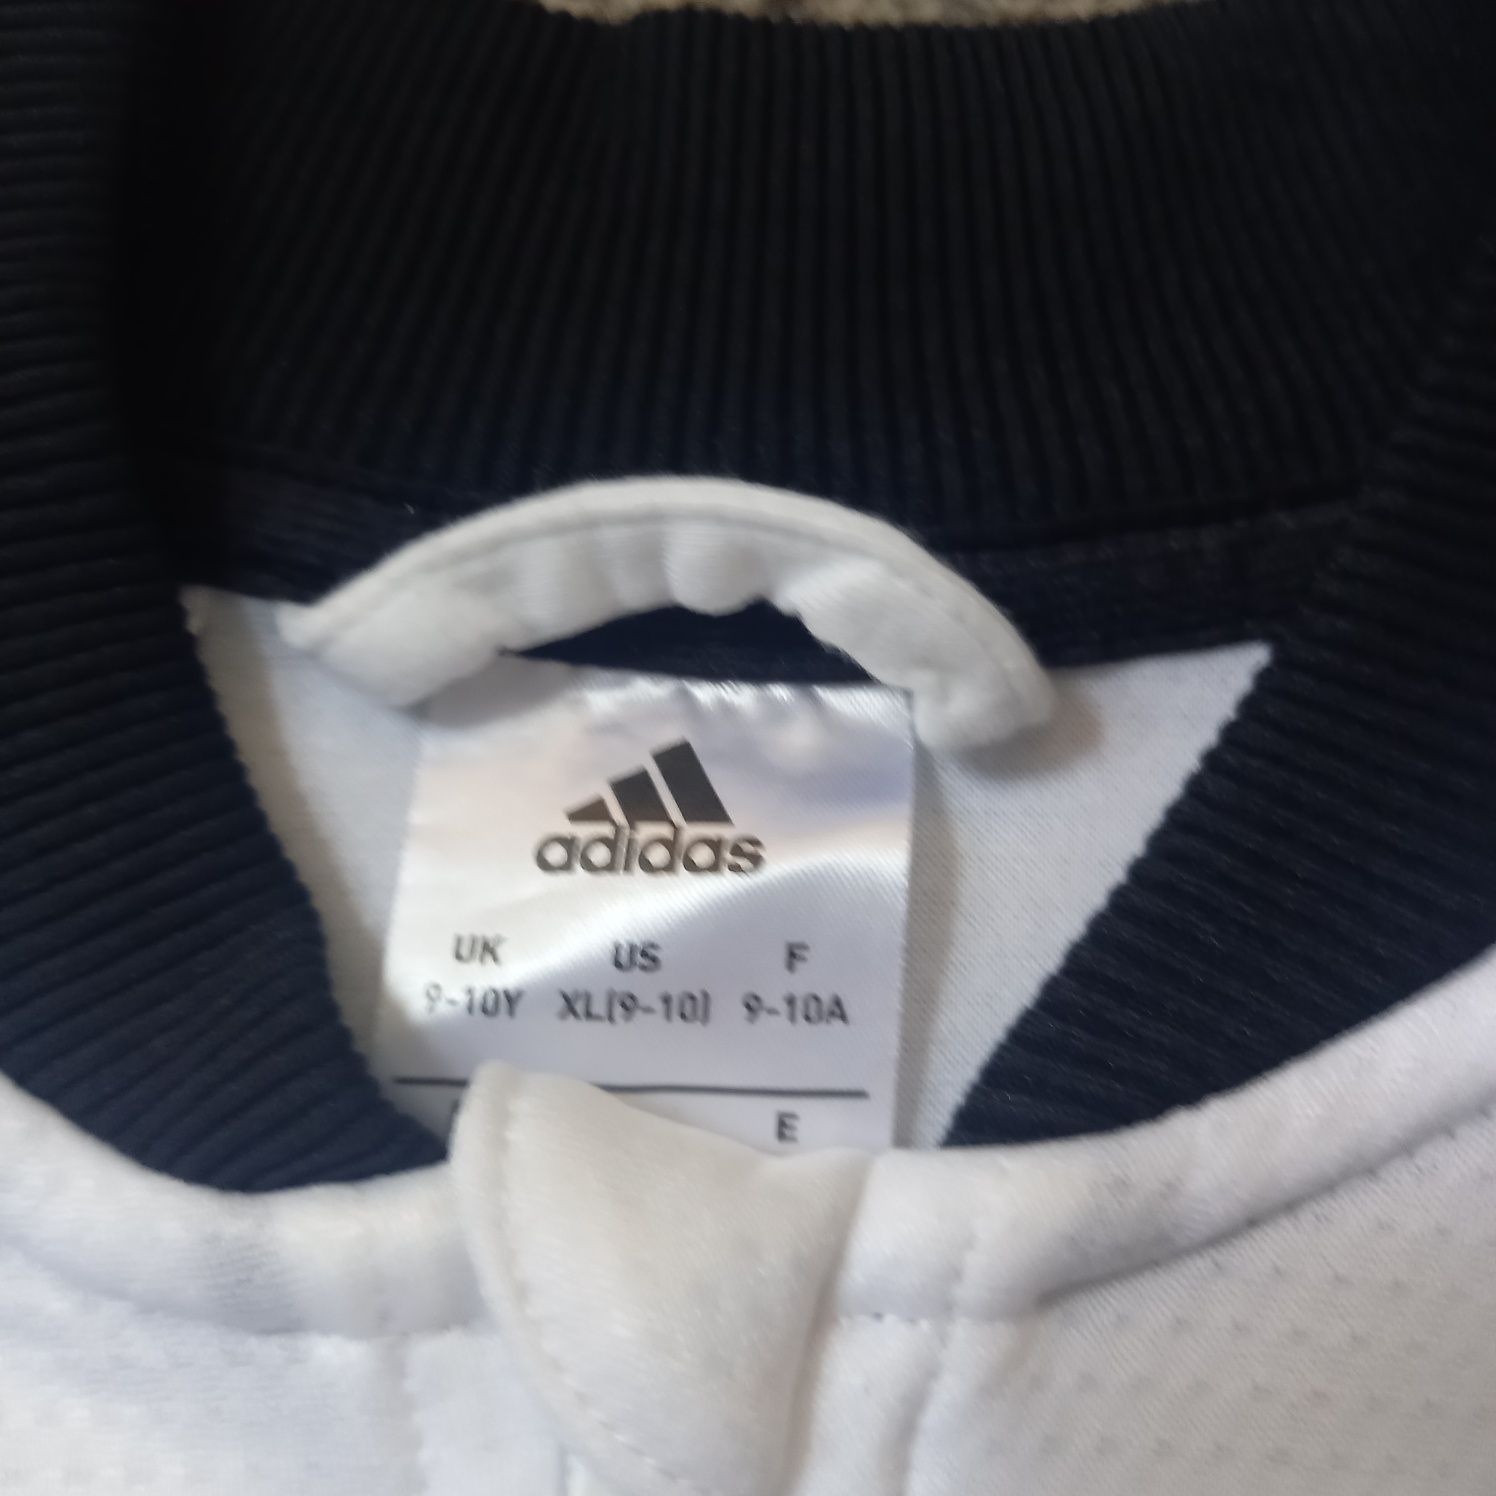 adidas
UK US F
9-10Y XL(9-10) 9-10A
E